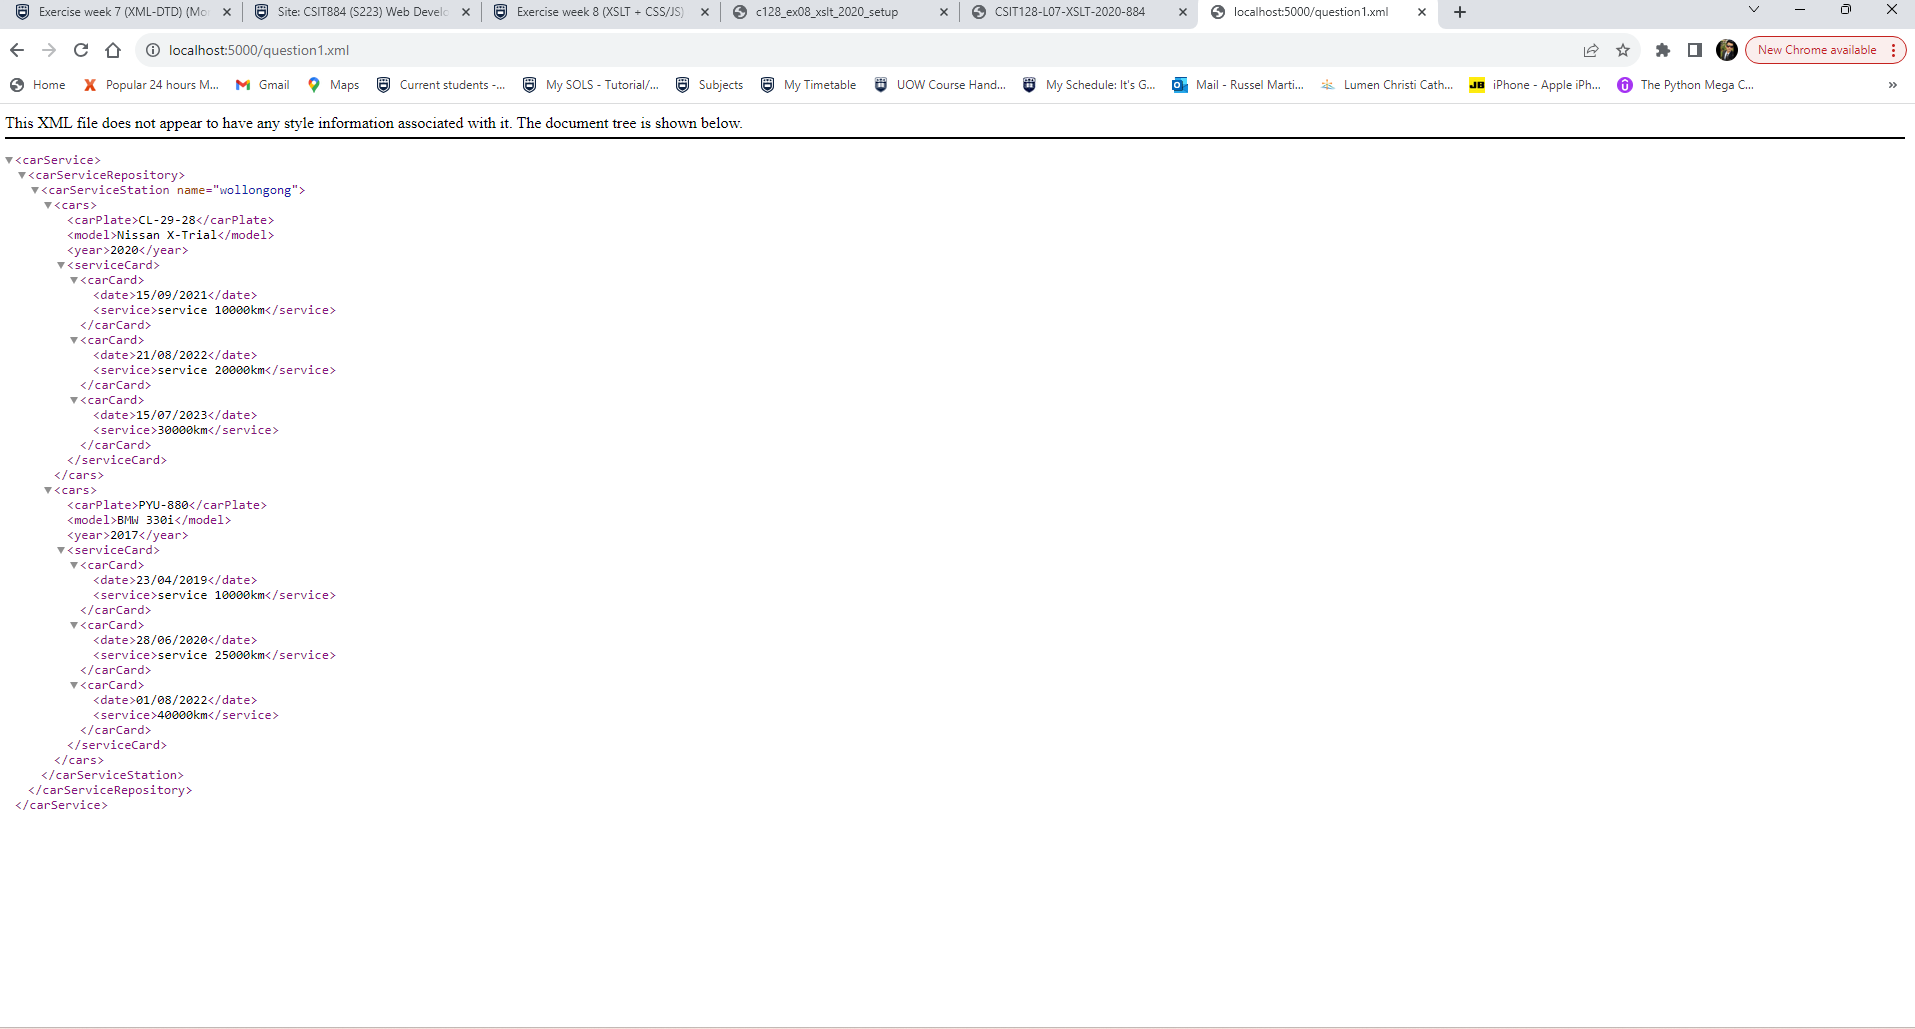 Exercise week 7 (XML-DTD) (Mor
Site: CSIT884 (S223) Web Develo
Exercise week 8 (XSLT + CSS/JS)
c128_ex08_xslt_2020_setup
CSIT128-L07-XSLT-2020-884
localhost:5000/question1.xml
localhost:5000/question1.xml
New Chrome available
Home
Popular 24 hours M...
Gmail
Maps
Current students -...
My SOLS - Tutorial/...
Subjects
My Timetable
UOW Course Hand...
My Schedule: It's G...
Mail - Russel Marti...
Lumen Christi Cath...
JB
iPhone - Apple iPh...
The Python Mega C...
»
This XML file does not appear to have any style information associated with it. The document tree is shown below.
▼<carService>
▼<carServiceRepository>
▼<carServiceStation name="wollongong">
▼<cars>
<carPlate>CL-29-28</carPlate>
<model>Nissan X-Trial</model>
<year>2020</year>
▼<serviceCard>
▼<carCard>
<date>15/09/2021</date>
<service>service 10000km</service>
</carCard>
▼<carCard>
<date>21/08/2022</date>
<service>service 20000km</service>
</carCard>
▼<carCard>
<date>15/07/2023</date>
<service>30000km</service>
</carCard>
</serviceCard>
</cars>
▼<cars>
<carPlate>PYU-880</carPlate>
<model>BMW 330i</model>
<year>2017</year>
▼<serviceCard>
▼<carCard>
<date>23/04/2019</date>
<service>service 10000km</service>
</carCard>
▼<carCard>
<date>28/06/2020</date>
<service>service 25000km</service>
</carCard>
▼<carCard>
<date>01/08/2022</date>
<service>40000km</service>
</carCard>
</serviceCard>
</cars>
</carServiceStation>
</carServiceRepository>
</carService>